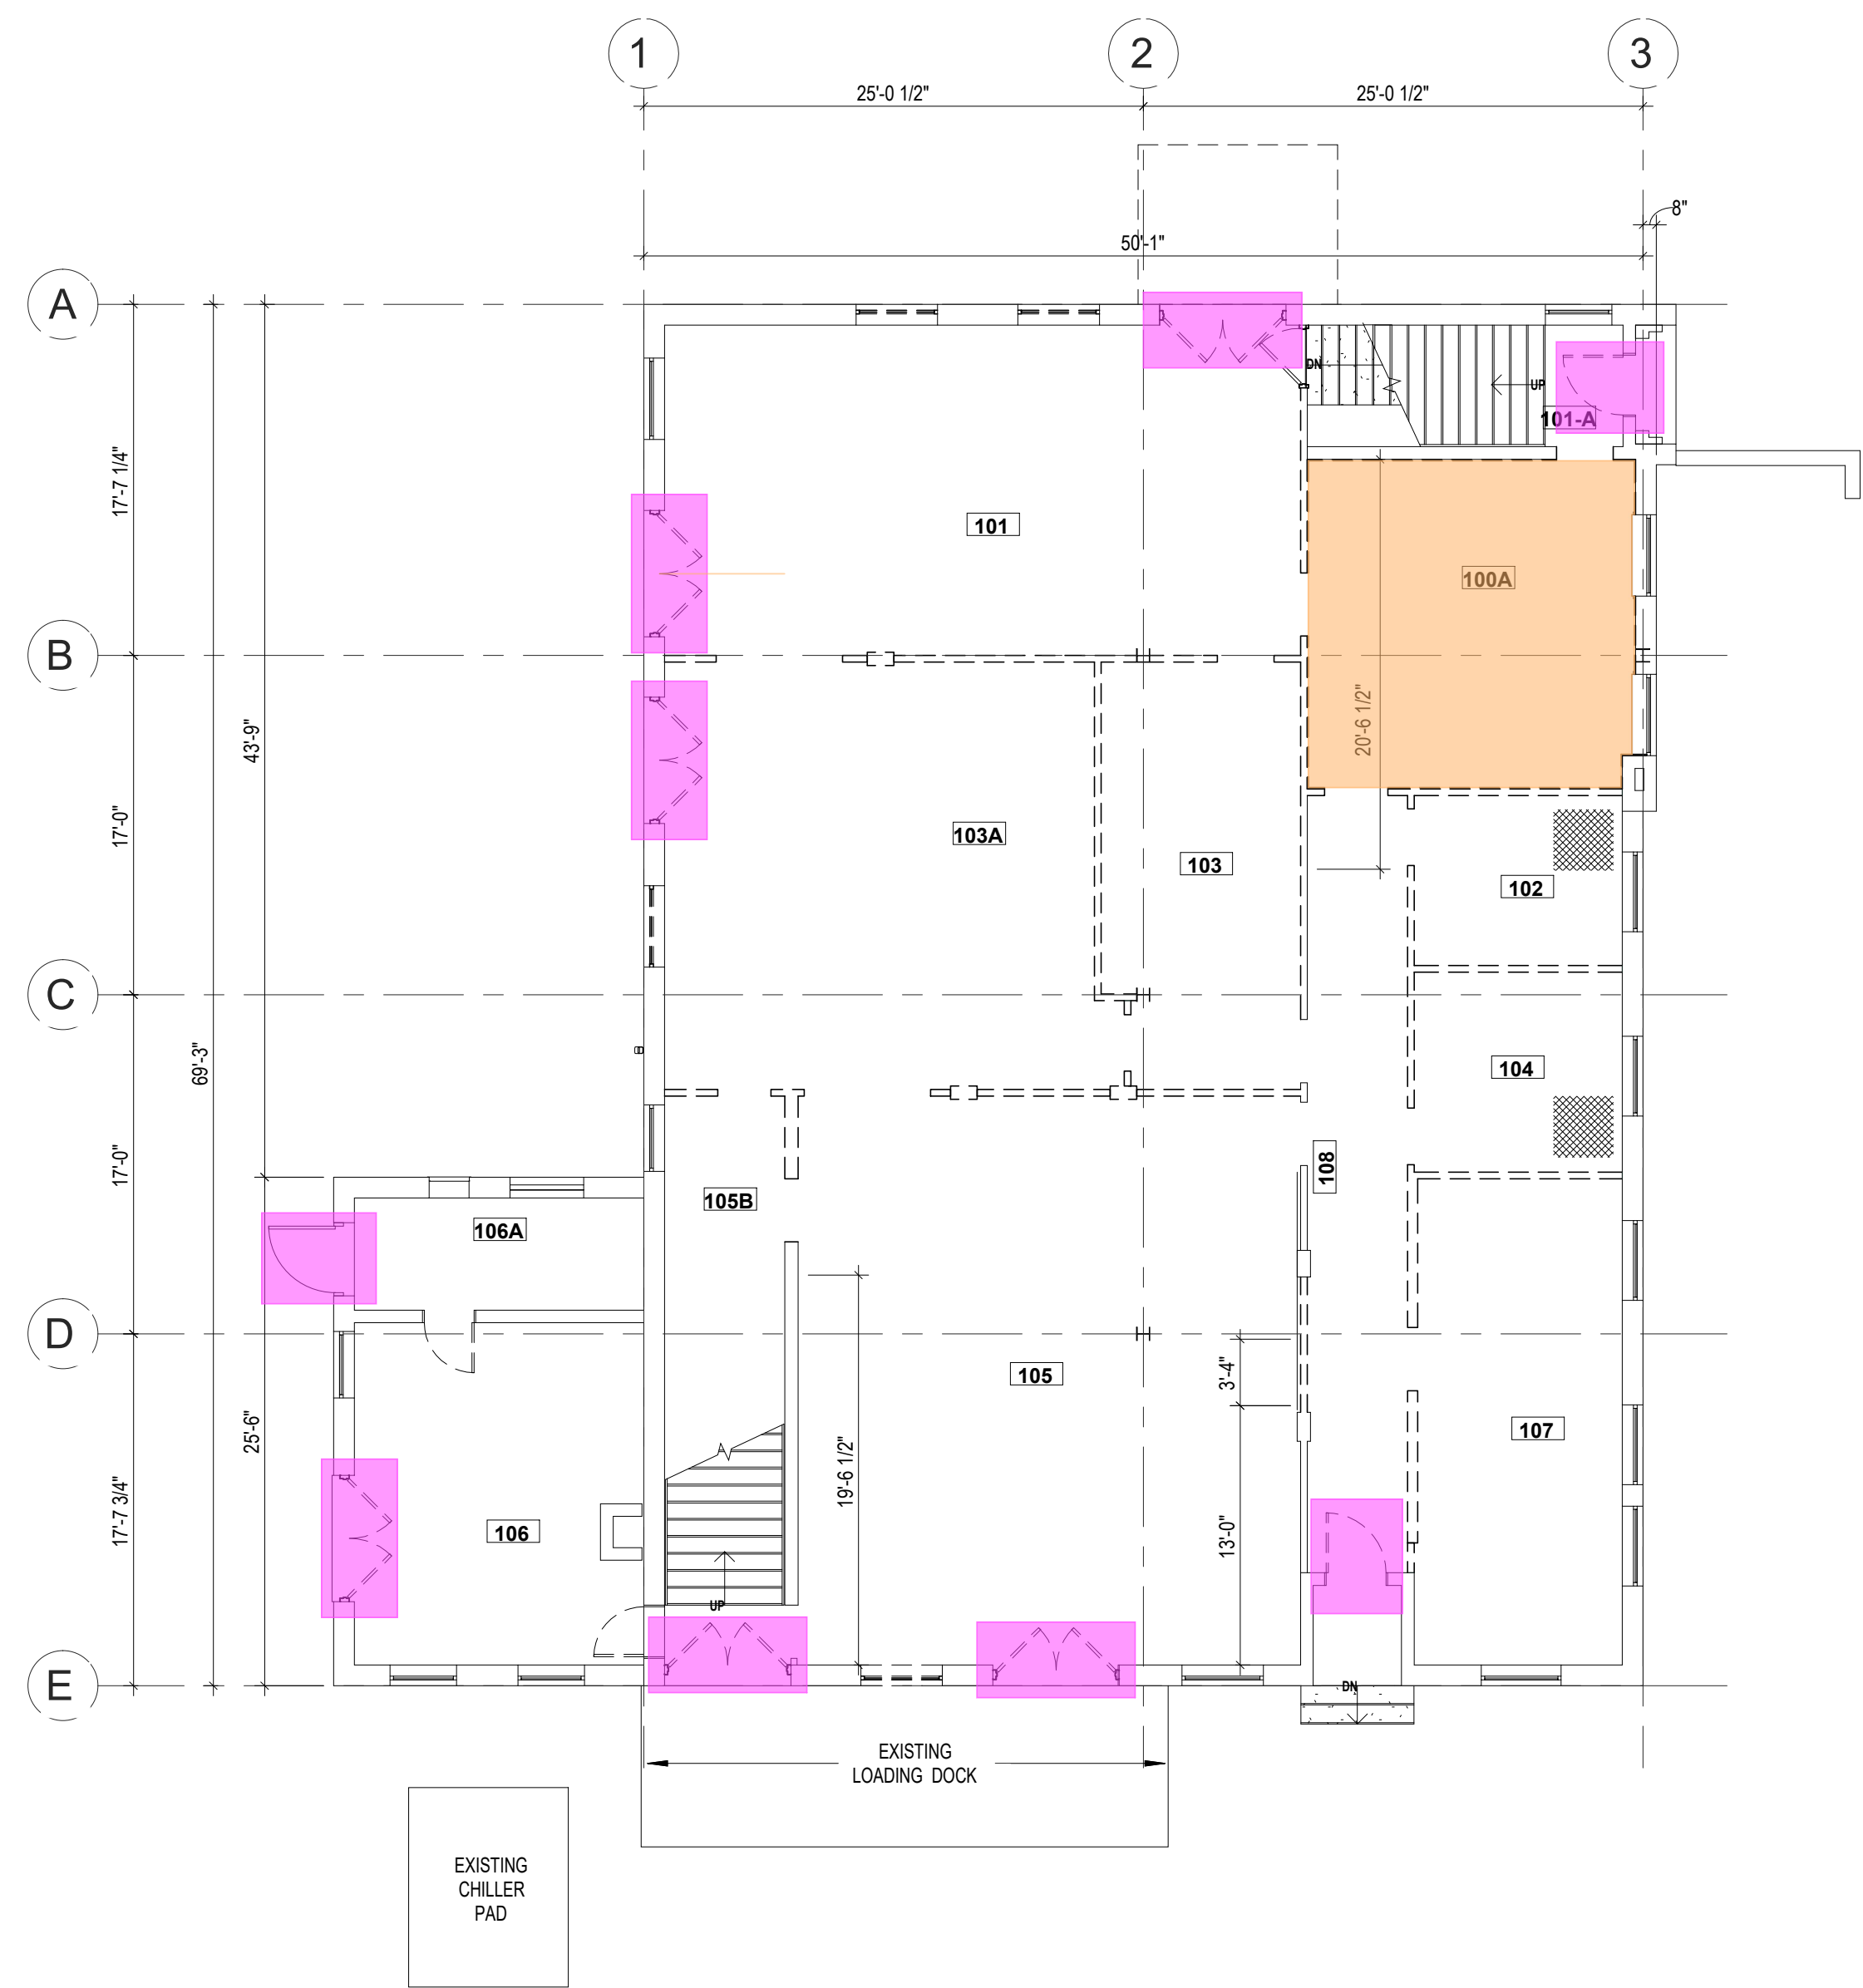 1
2
3
25'-0 1/2"
25'-0 1/2"
8"
50'-1"
A
DN
UP
101-A
17'-7 1/4"
101
100A
B
20'-6 1/2"
43'-9"
17'-0"
103A
103
102
C
69'-3"
104
17'-0"
108
105B
106A
D
105
3'-4"
25'-6"
107
19'-6 1/2"
17'-7 3/4"
106
13'-0"
UP
E
DN
EXISTING
LOADING DOCK
EXISTING
CHILLER
PAD